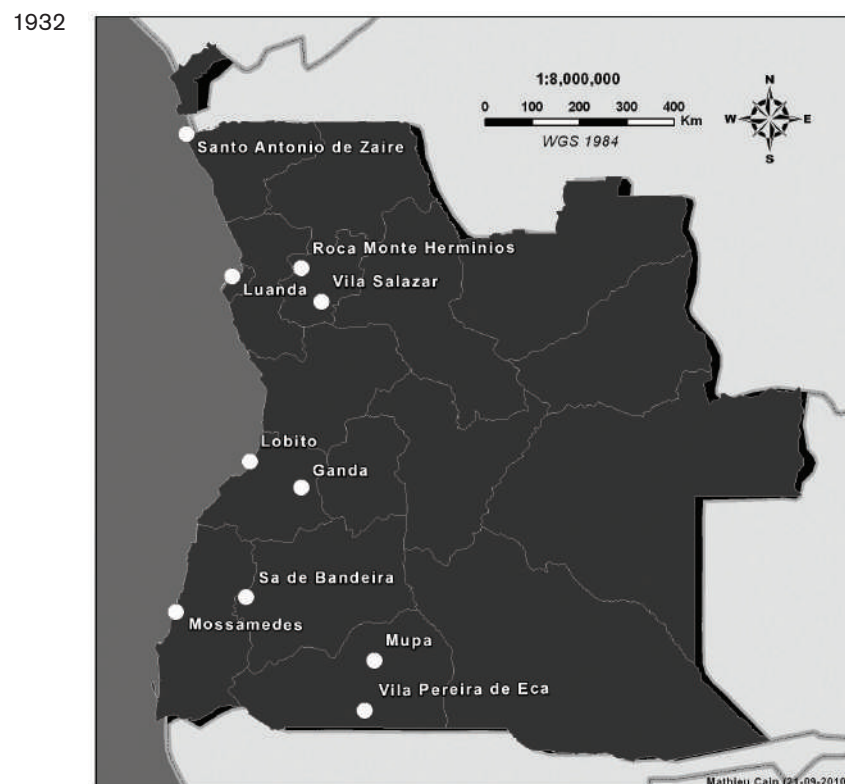 1932
1:8,000,000
0 100 200 300 400 Km
WGS 1984
N
W E
S
Santo Antonio de Zaire
Roca Monte Herminios
Luanda
Vila Salazar
Lobito
Ganda
Sa de Bandeira
Mossamedes
Mupa
Vila Pereira de Eca
Mathieu Cain (21-09-2010